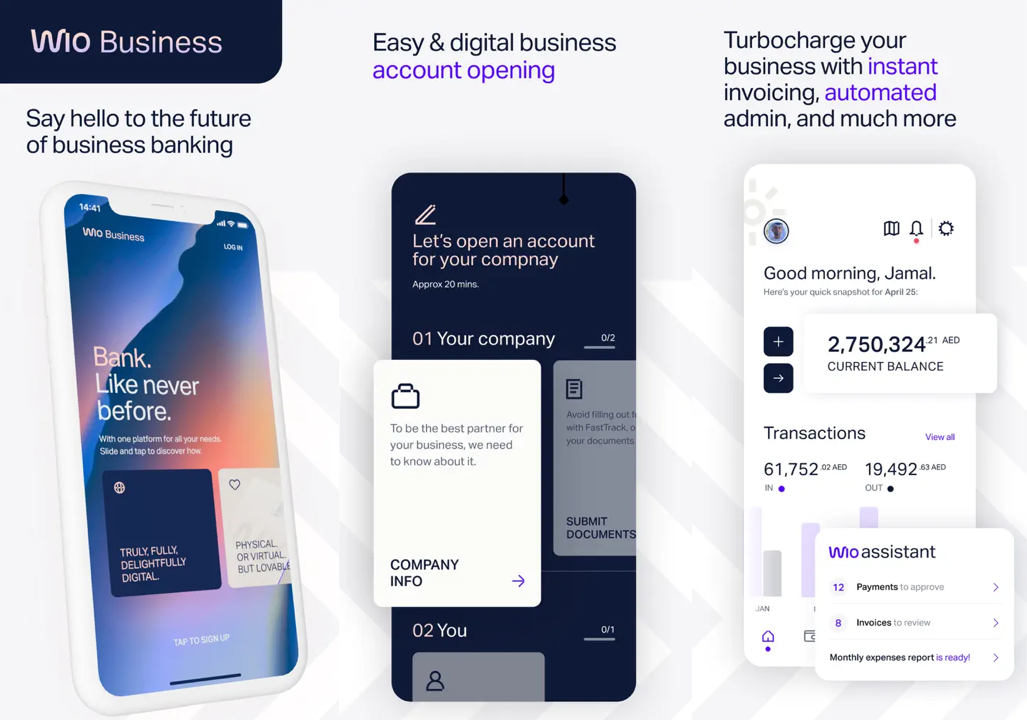 Wio Business
Say hello to the future
of business banking
14:41
Wio Business
LOG IN
Bank.
Like never
before.
With one platform for all your needs.
Slide and tap to discover how.
TRULY, FULLY,
DELIGHTFULLY
DIGITAL.
PHYSICAL.
OR VIRTUAL.
BUT LOVABLE
TAP TO SIGN UP
Easy & digital business
account opening
Let's open an account
for your compnay
Approx 20 mins.
01 Your company
0/2
To be the best partner for
your business, we need
to know about it.
COMPANY
INFO
Avoid filling out
with FastTrack,
your documents
SUBMIT
DOCUMENTS
02 You
0/1
Turbocharge your
business with instant
invoicing, automated
admin, and much more
Good morning, Jamal.
Here's your quick snapshot for April 25:
2,750,324.21 AED
CURRENT BALANCE
Transactions
View all
61,752.02 AED
IN
19,492.63 AED
OUT
JAN
Wio assistant
12 Payments to approve
8 Invoices to review
Monthly expenses report is ready!